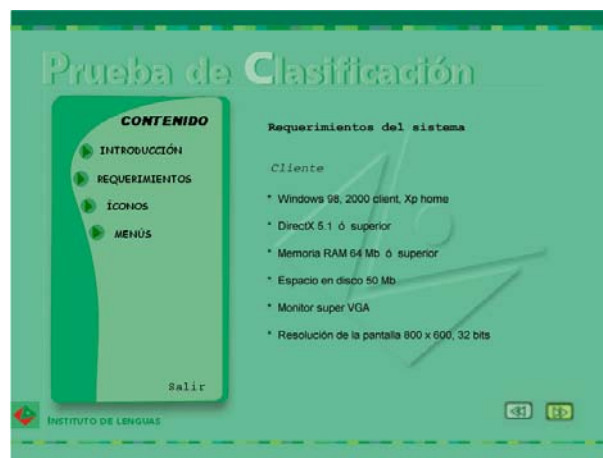 Prueba de Clasificación
CONTENIDO
INTRODUCCIÓN
REQUERIMIENTOS
ÍCONOS
MENÚS
Salir
Requerimientos del sistema
Cliente
* Windows 98, 2000 client, Xp home
* DirectX 5.1 ó superior
* Memoria RAM 64 Mb ó superior
* Espacio en disco 50 Mb
* Monitor super VGA
* Resolución de la pantalla 800 x 600, 32 bits
INSTITUTO DE LENGUAS